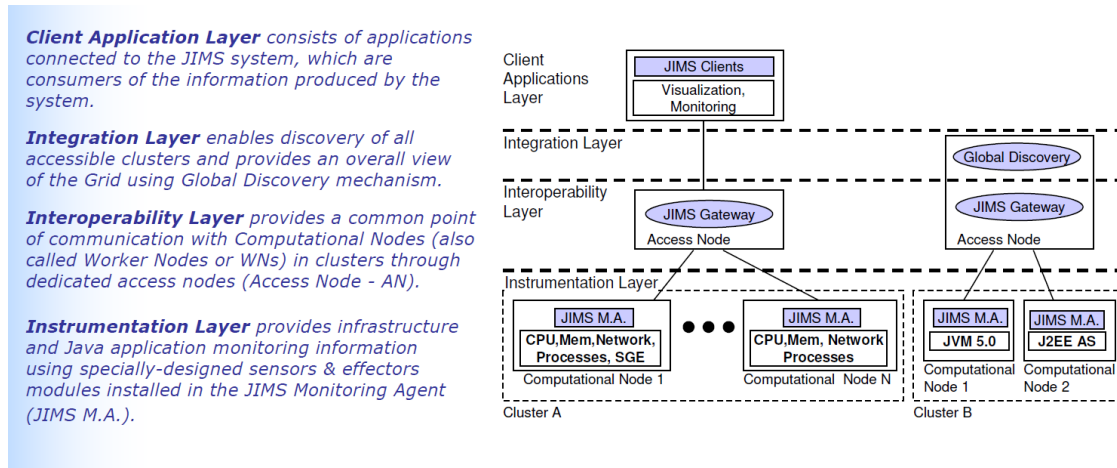 Client Application Layer consists of applications
connected to the JIMS system, which are
consumers of the information produced by the
system.
Integration Layer enables discovery of all
accessible clusters and provides an overall view
of the Grid using Global Discovery mechanism.
Interoperability Layer provides a common point
of communication with Computational Nodes (also
called Worker Nodes or WNs) in clusters through
dedicated access nodes (Access Node - AN).
Instrumentation Layer provides infrastructure
and Java application monitoring information
using specially-designed sensors & effectors
modules installed in the JIMS Monitoring Agent
(JIMS M.A.).
Client
Applications
Layer
JIMS Clients
Visualization,
Monitoring
Integration Layer
Global Discovery
Interoperability
Layer
JIMS Gateway
Access Node
JIMS Gateway
Access Node
Instrumentation Layer
JIMS M.A.
CPU,Mem,Network,
Processes, SGE
Computational Node 1
JIMS M.A.
CPU,Mem, Network
Processes
Computational Node N
Cluster A
JIMS M.A.
JVM 5.0
Computational
Node 1
JIMS M.A.
J2EE AS
Computational
Node 2
Cluster B